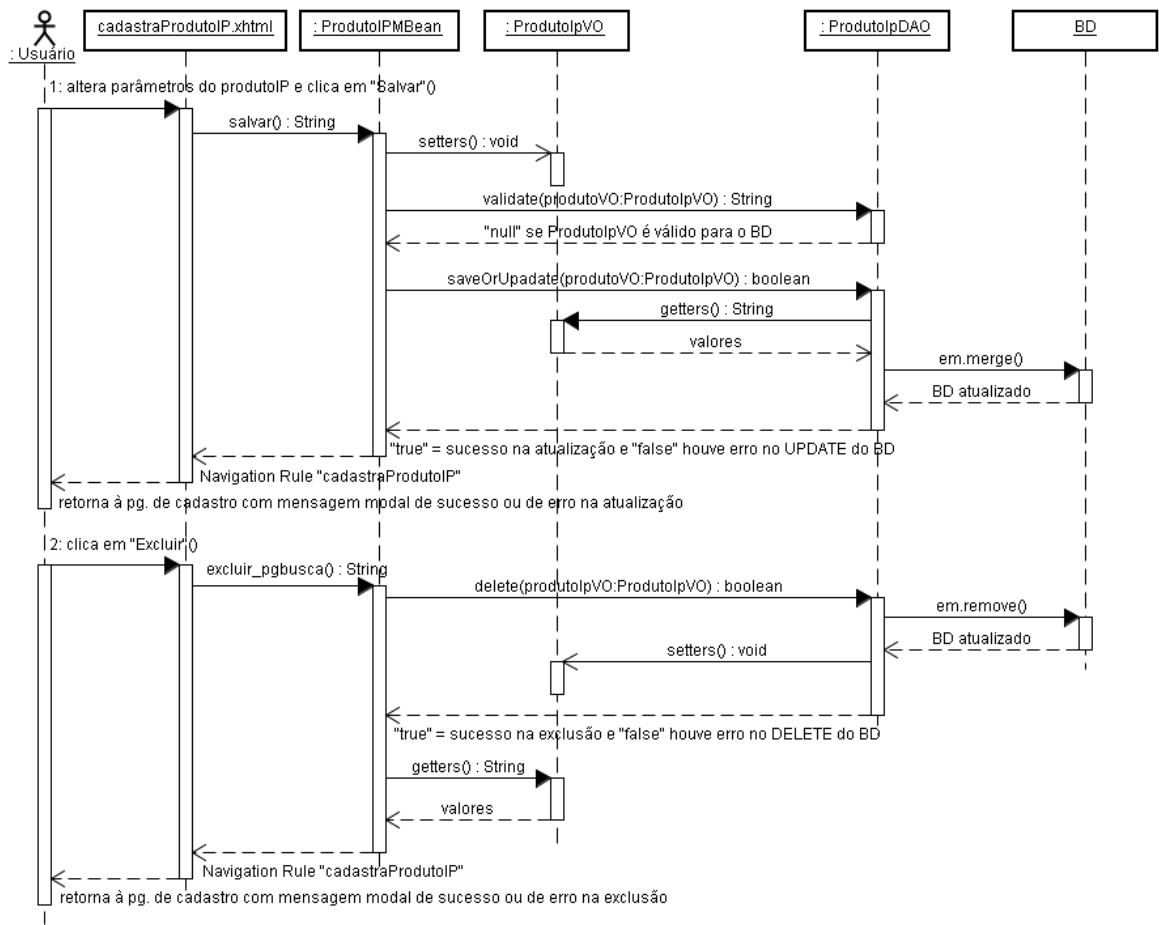 cadastraProdutoIP.xhtml
: ProdutoIPMBean
: ProdutoIpVO
: ProdutoIpDAO
BD
: Usuário
1: altera parâmetros do produtoIP e clica em "Salvar"()
salvar() : String
setters() : void
validate(produtoVO:ProdutoIpVO) : String
"null" se ProdutoIpVO é válido para o BD
saveOrUpadate(produtoVO:ProdutoIpVO) : boolean
getters() : String
valores
em.merge()
BD atualizado
"true" = sucesso na atualização e "false" houve erro no UPDATE do BD
Navigation Rule "cadastraProdutoIP"
retorna à pg. de cadastro com mensagem modal de sucesso ou de erro na atualização
2: clica em "Excluir"()
excluir_pgbusca() : String
delete(produtoIpVO:ProdutoIpVO) : boolean
em.remove()
BD atualizado
setters() : void
"true" = sucesso na exclusão e "false" houve erro no DELETE do BD
getters() : String
valores
Navigation Rule "cadastraProdutoIP"
retorna à pg. de cadastro com mensagem modal de sucesso ou de erro na exclusão